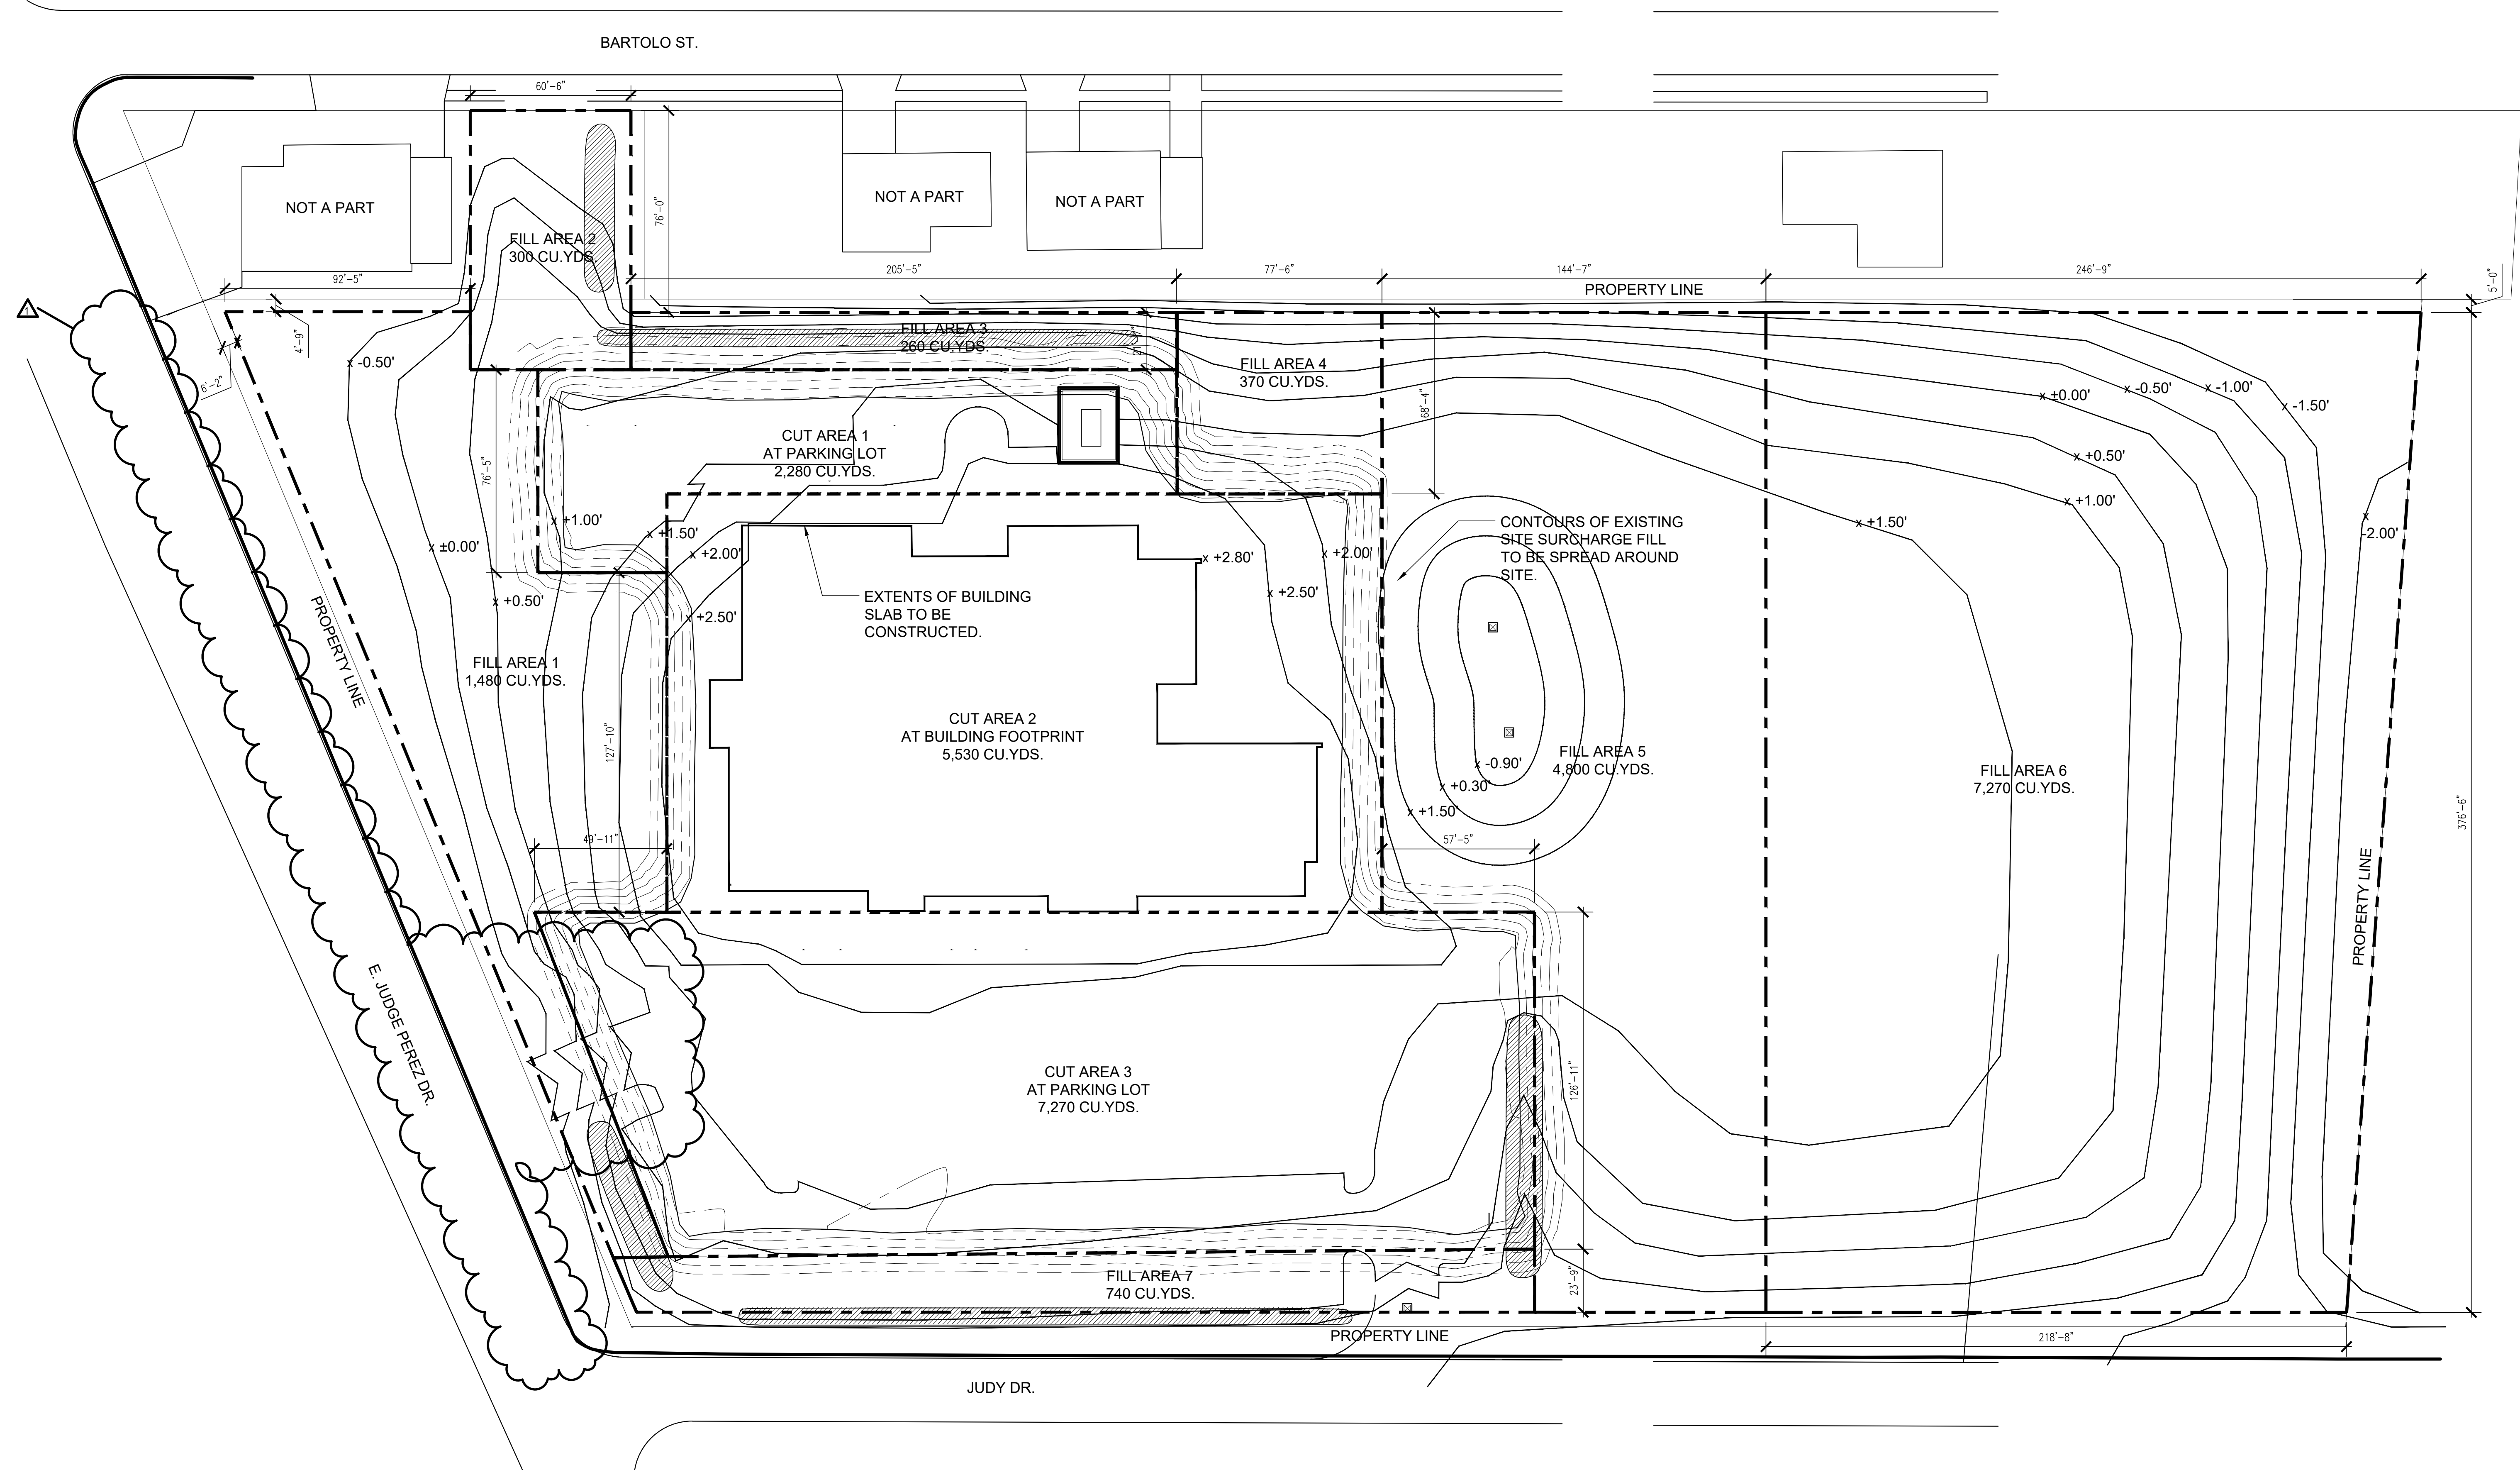 BARTOLO ST.
60'-6"
NOT A PART
76'-0"
NOT A PART
NOT A PART
FILL AREA 2
300 CU.YDS.
92'-5"
205'-5"
77'-6"
144'-7"
246'-9"
5'-0"
PROPERTY LINE
1
4'-9"
6'-2"
FILL AREA 3
260 CU.YDS.
FILL AREA 4
370 CU.YDS.
68'-4"
x -0.50'
x ±0.00'
x -0.50'
x -1.00'
x -1.50'
CUT AREA 1
AT PARKING LOT
2,280 CU.YDS.
76'-5"
x +0.50'
x +1.00'
x +1.50'
x
-2.00'
x +1.00'
x +1.50'
x +2.00'
x ±0.00'
x +2.80'
x +2.00'
x +2.50'
CONTOURS OF EXISTING
SITE SURCHARGE FILL
TO BE SPREAD AROUND
SITE.
x +0.50'
x +2.50'
EXTENTS OF BUILDING
SLAB TO BE
CONSTRUCTED.
PROPERTY LINE
FILL AREA 1
1,480 CU.YDS.
127'-10"
CUT AREA 2
AT BUILDING FOOTPRINT
5,530 CU.YDS.
x -0.90'
x +0.30'
x +1.50'
FILL AREA 5
4,800 CU.YDS.
FILL AREA 6
7,270 CU.YDS.
376'-6"
49'-11"
57'-5"
PROPERTY LINE
E. JUDGE PEREZ DR.
CUT AREA 3
AT PARKING LOT
7,270 CU.YDS.
126'-11"
FILL AREA 7
740 CU.YDS.
23'-9"
PROPERTY LINE
218'-8"
JUDY DR.